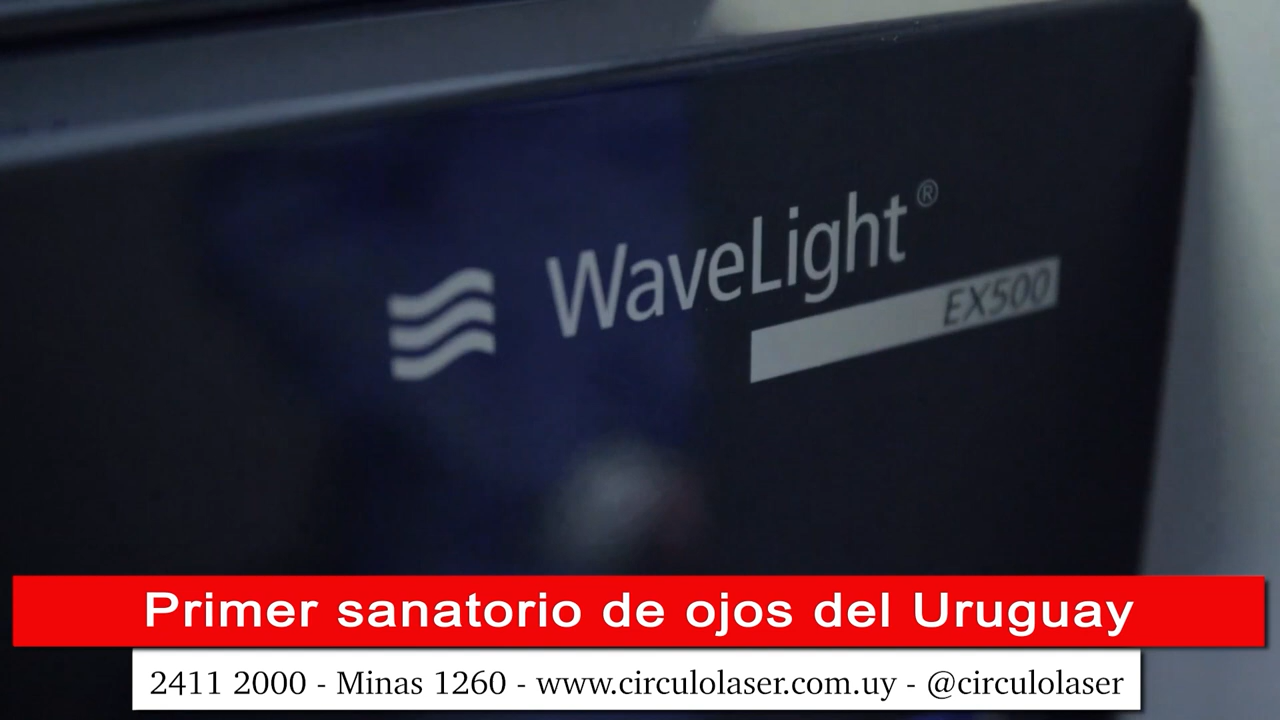 WaveLight®
EX500
Primer sanatorio de ojos del Uruguay
2411 2000 - Minas 1260 - www.circulolaser.com.uy - @circulolaser